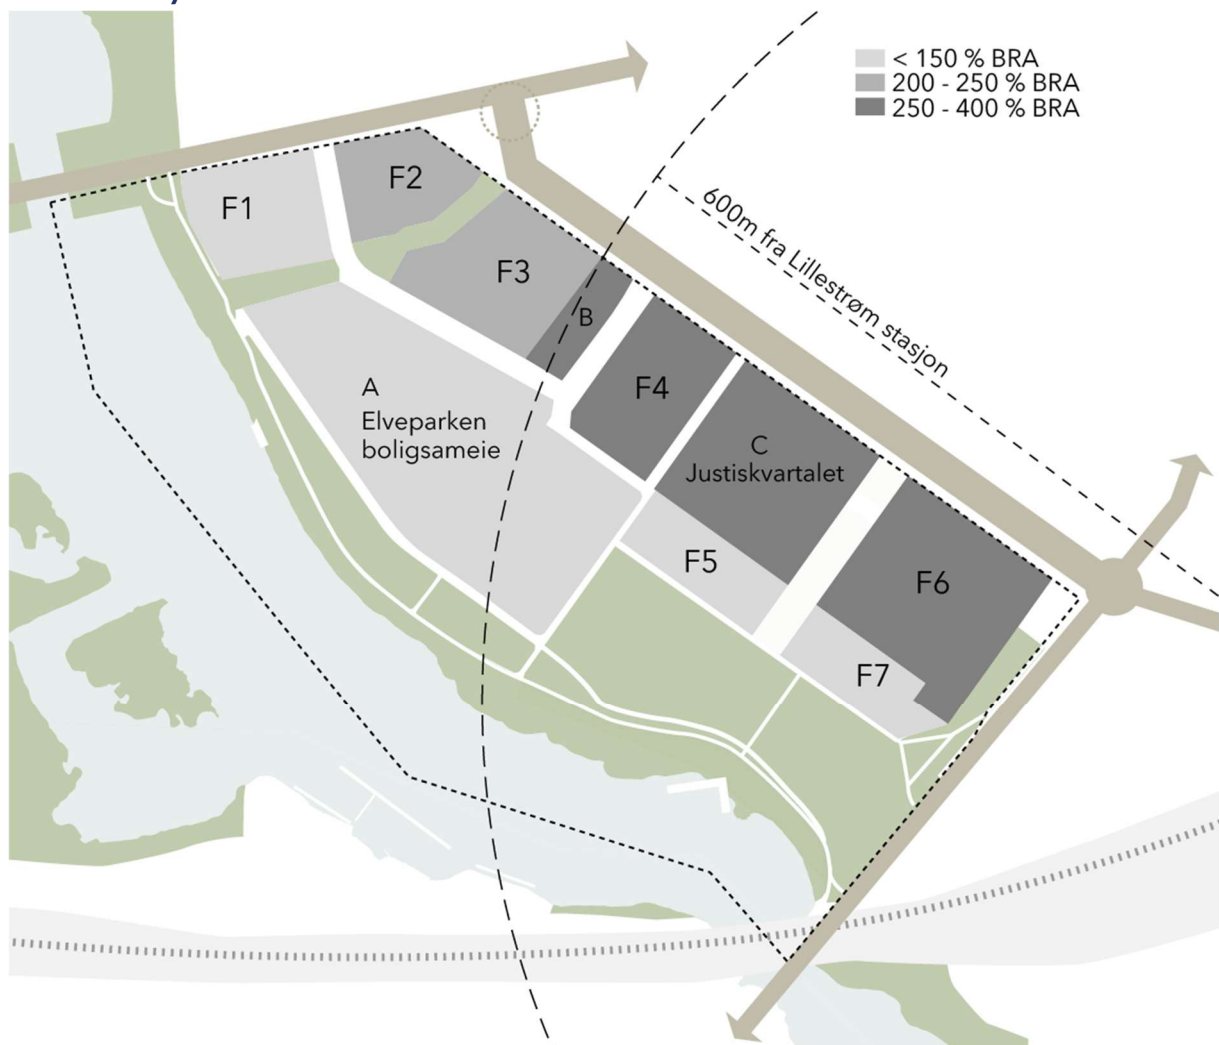 < 150 % BRA
200 - 250 % BRA
250 - 400 % BRA
600m fra Lillestrøm stasjon
F1
F2
F3
B
F4
A
Elveparken
boligsameie
C
Justiskvartalet
F5
F6
F7